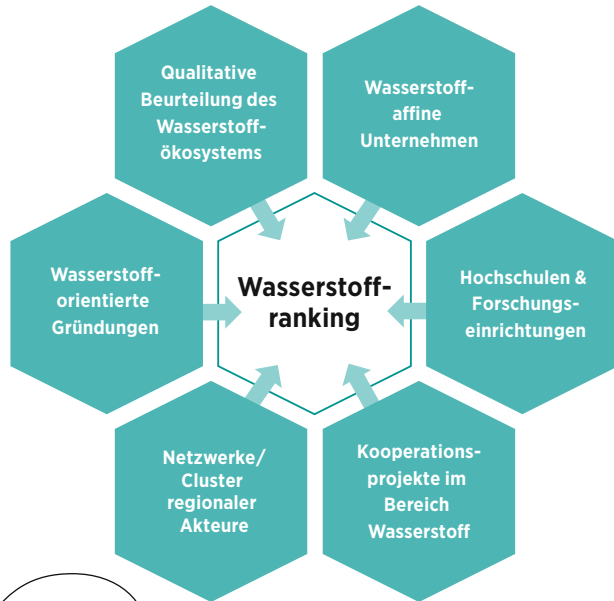 Qualitative
Beurteilung des
Wasserstoff-
ökosystems
Wasserstoff-
affine
Unternehmen
Wasserstoff-
orientierte
Gründungen
Wasserstoff-
ranking
Hochschulen &
Forschungs-
einrichtungen
Netzwerke/
Cluster
regionaler
Akteure
Kooperations-
projekte im
Bereich
Wasserstoff